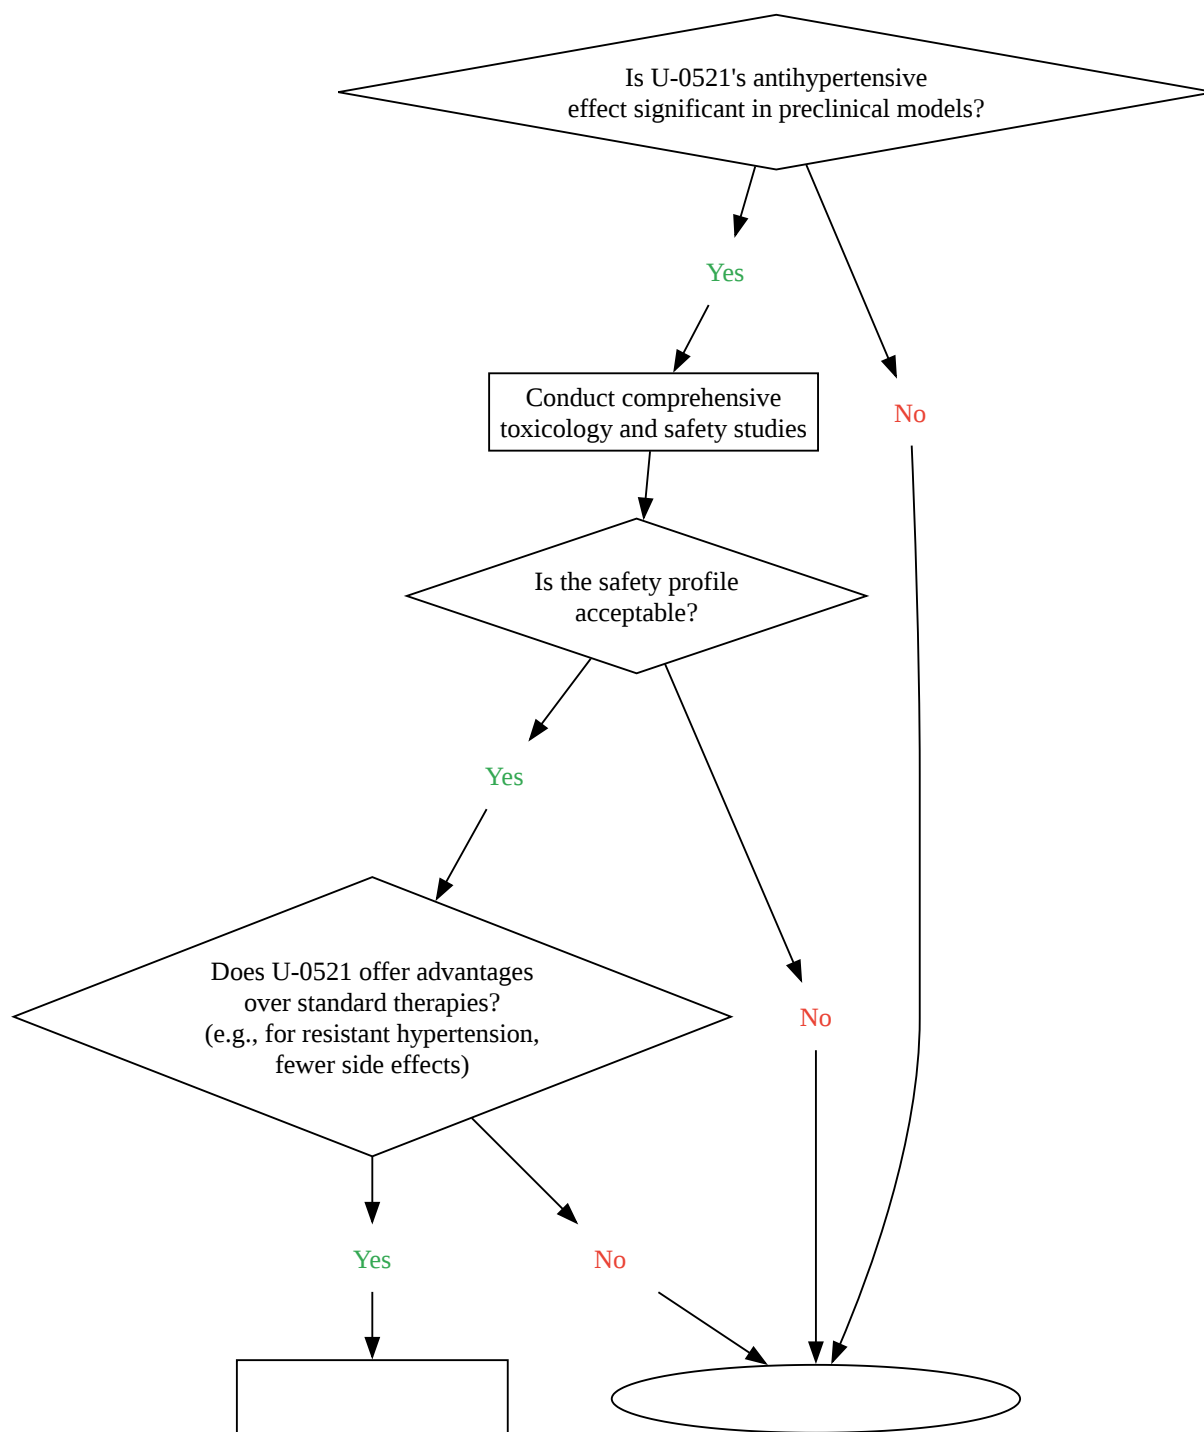 Is U-0521's antihypertensive
effect significant in preclinical models?
Yes
Conduct comprehensive
toxicology and safety studies
No
Is the safety profile
acceptable?
Yes
Does U-0521 offer advantages
over standard therapies?
(e.g., for resistant hypertension,
fewer side effects)
No
Yes
No